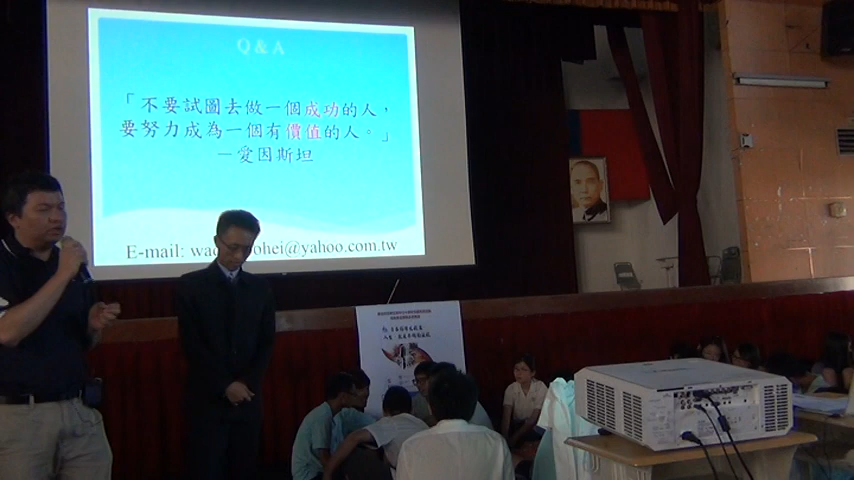 Q & A
「不要試圖去做一個成功的人，
要努力成為一個有價值的人。」
－愛因斯坦
E-mail: wa ohei@yahoo.com.tw